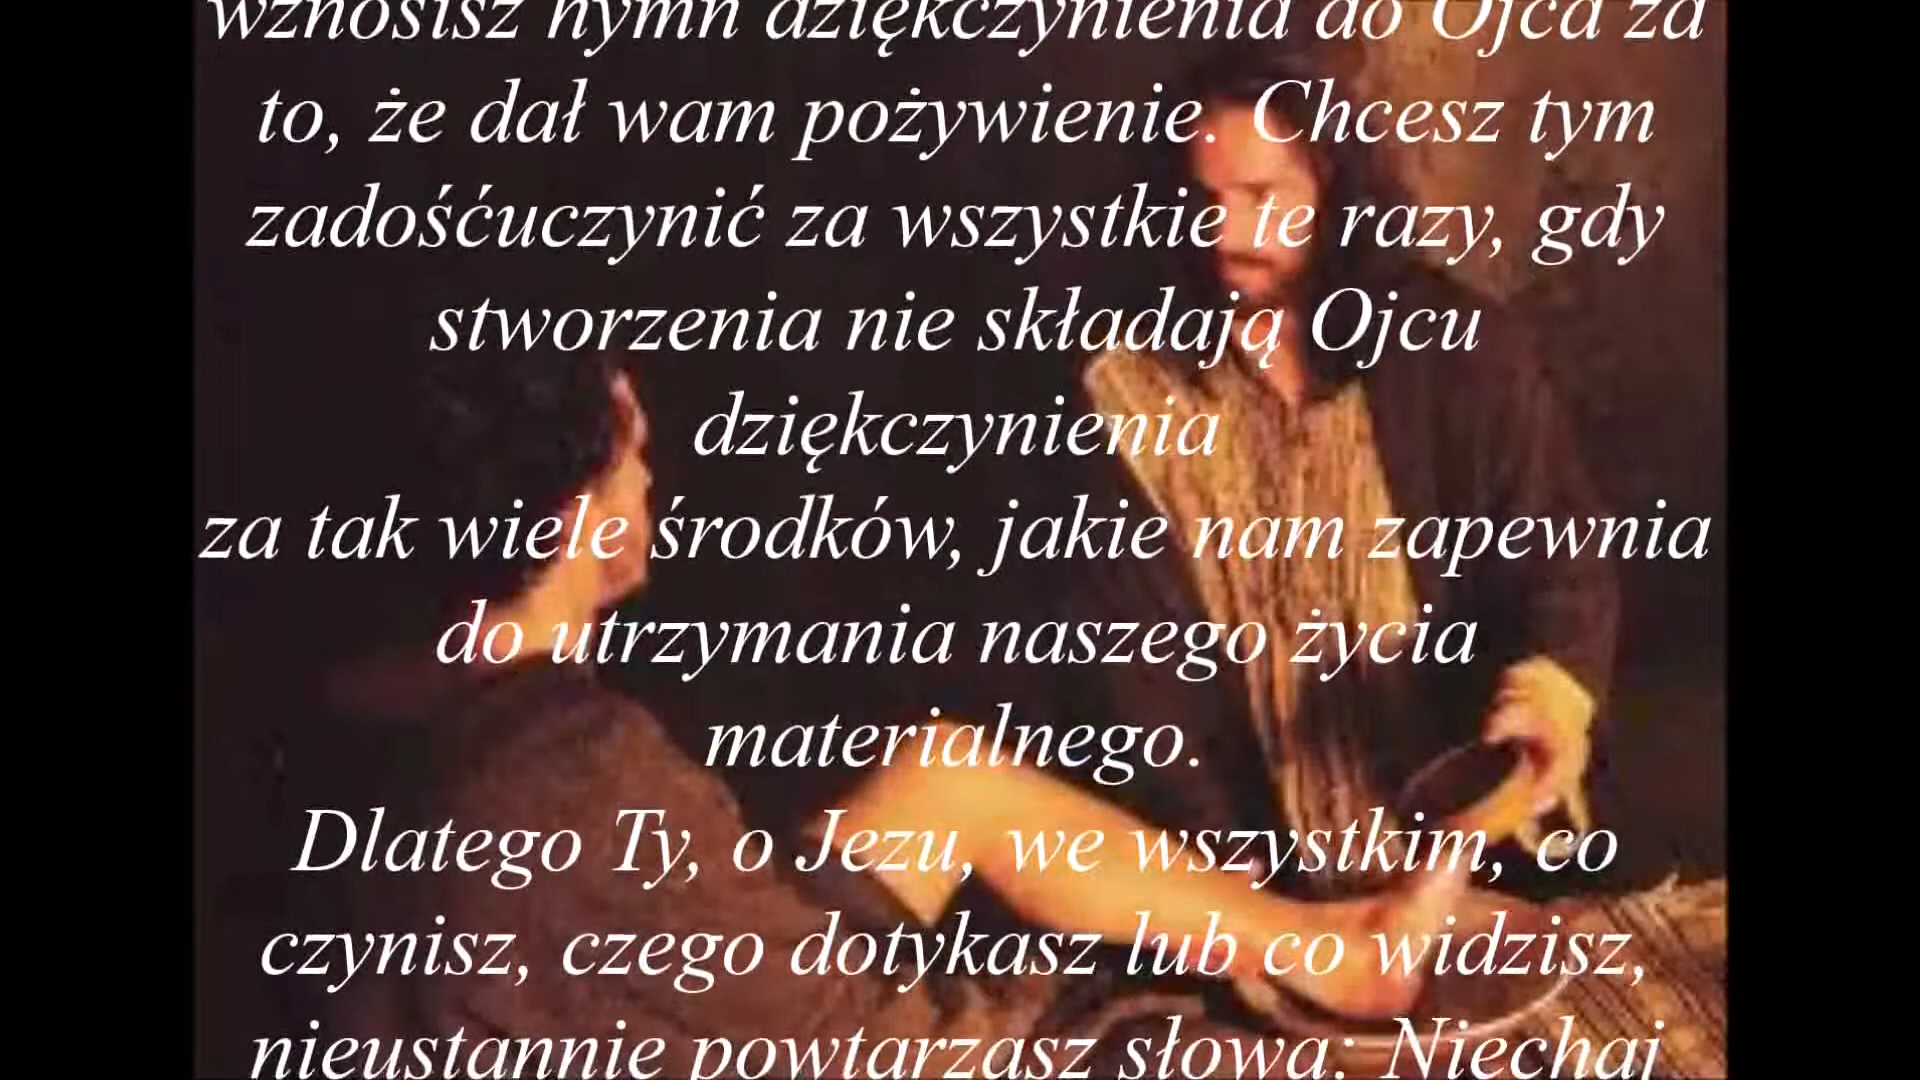 wznosisz hymn dziękczynienia do Ojca za
to, że dał wam pożywienie. Chcesz tym
zadośćuczynić za wszystkie te razy, gdy
stworzenia nie składają Ojcu
dziękczynienia
za tak wiele środków, jakie nam zapewnia
do utrzymania naszego życia
materialnego.
Dlatego Ty, o Jezu, we wszystkim, co
czynisz, czego dotykasz lub co widzisz,
nieustannie powtarzasz słowa: Niechaj